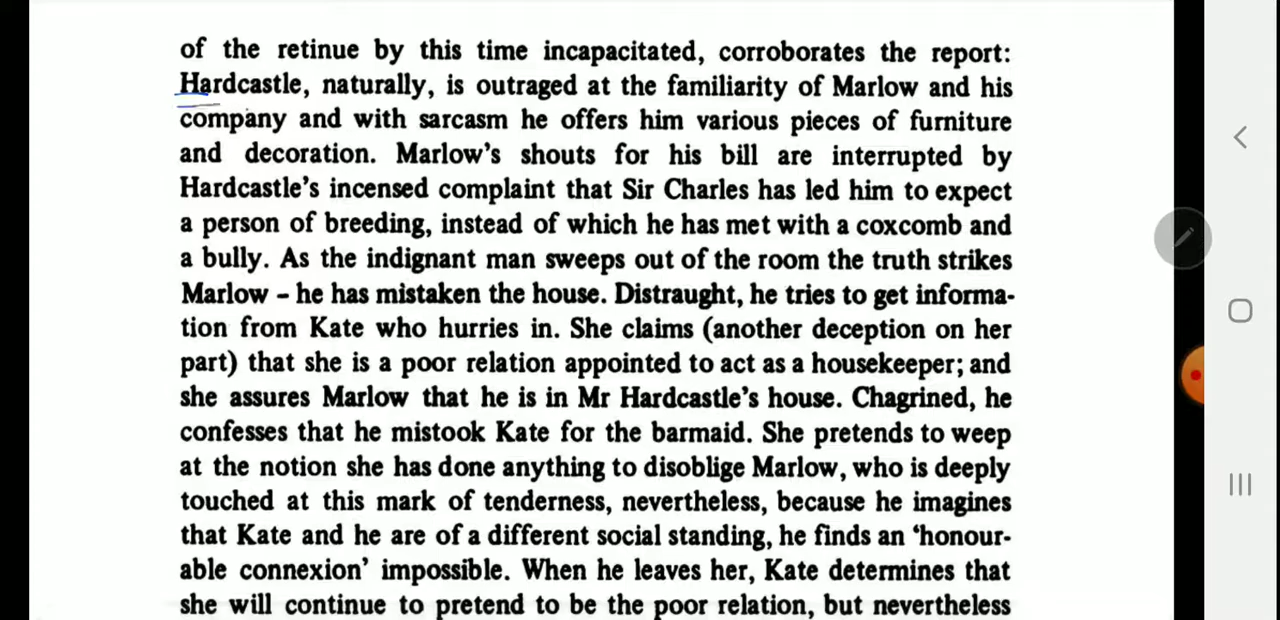 of the retinue by this time incapacitated, corroborates the report:
Hardcastle, naturally, is outraged at the familiarity of Marlow and his
company and with sarcasm he offers him various pieces of furniture
and decoration. Marlow's shouts for his bill are interrupted by
Hardcastle's incensed complaint that Sir Charles has led him to expect
a person of breeding, instead of which he has met with a coxcomb and
a bully. As the indignant man sweeps out of the room the truth strikes
Marlow – he has mistaken the house. Distraught, he tries to get informa-
tion from Kate who hurries in. She claims (another deception on her
part) that she is a poor relation appointed to act as a housekeeper; and
she assures Marlow that he is in Mr Hardcastle's house. Chagrined, he
confesses that he mistook Kate for the barmaid. She pretends to weep
at the notion she has done anything to disoblige Marlow, who is deeply
touched at this mark of tenderness, nevertheless, because he imagines
that Kate and he are of a different social standing, he finds an 'honour-
able connexion' impossible. When he leaves her, Kate determines that
she will continue to pretend to be the poor relation, but nevertheless